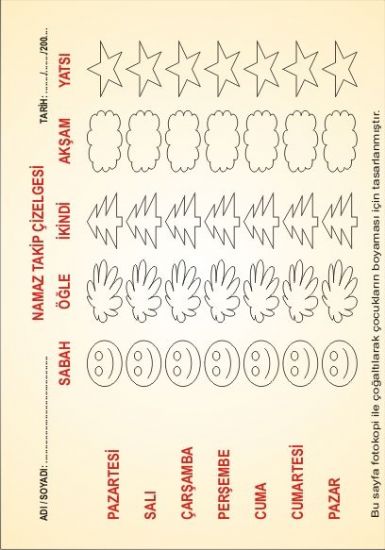 NAMAZ TAKİP ÇİZELGESİ
ADI / SOYADI: ............................... TARİH: ....../......./200....
SABAH ÖĞLE İKİNDİ AKŞAM YATSI
PAZARTESİ
SALI
ÇARŞAMBA
PERŞEMBE
CUMA
CUMARTESİ
PAZAR
Bu sayfa fotokopi ile çoğaltılarak çocukların boyaması için tasarlanmıştır.